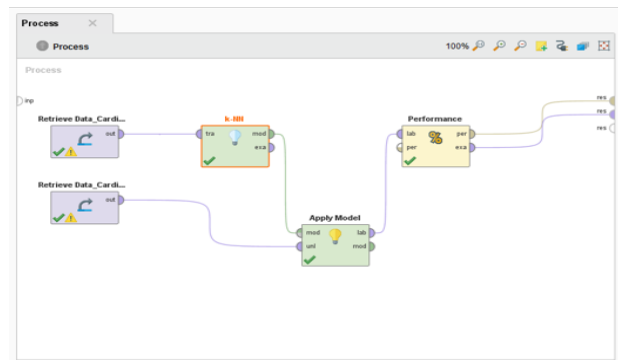 Process
Process
100%
Process
inp
res
res
res
Retrieve Data_Cardi...
out
k-NN
tra
mod
exa
Performance
lab
per
per
exa
Retrieve Data_Cardi...
out
Apply Model
mod
lab
unl
mod